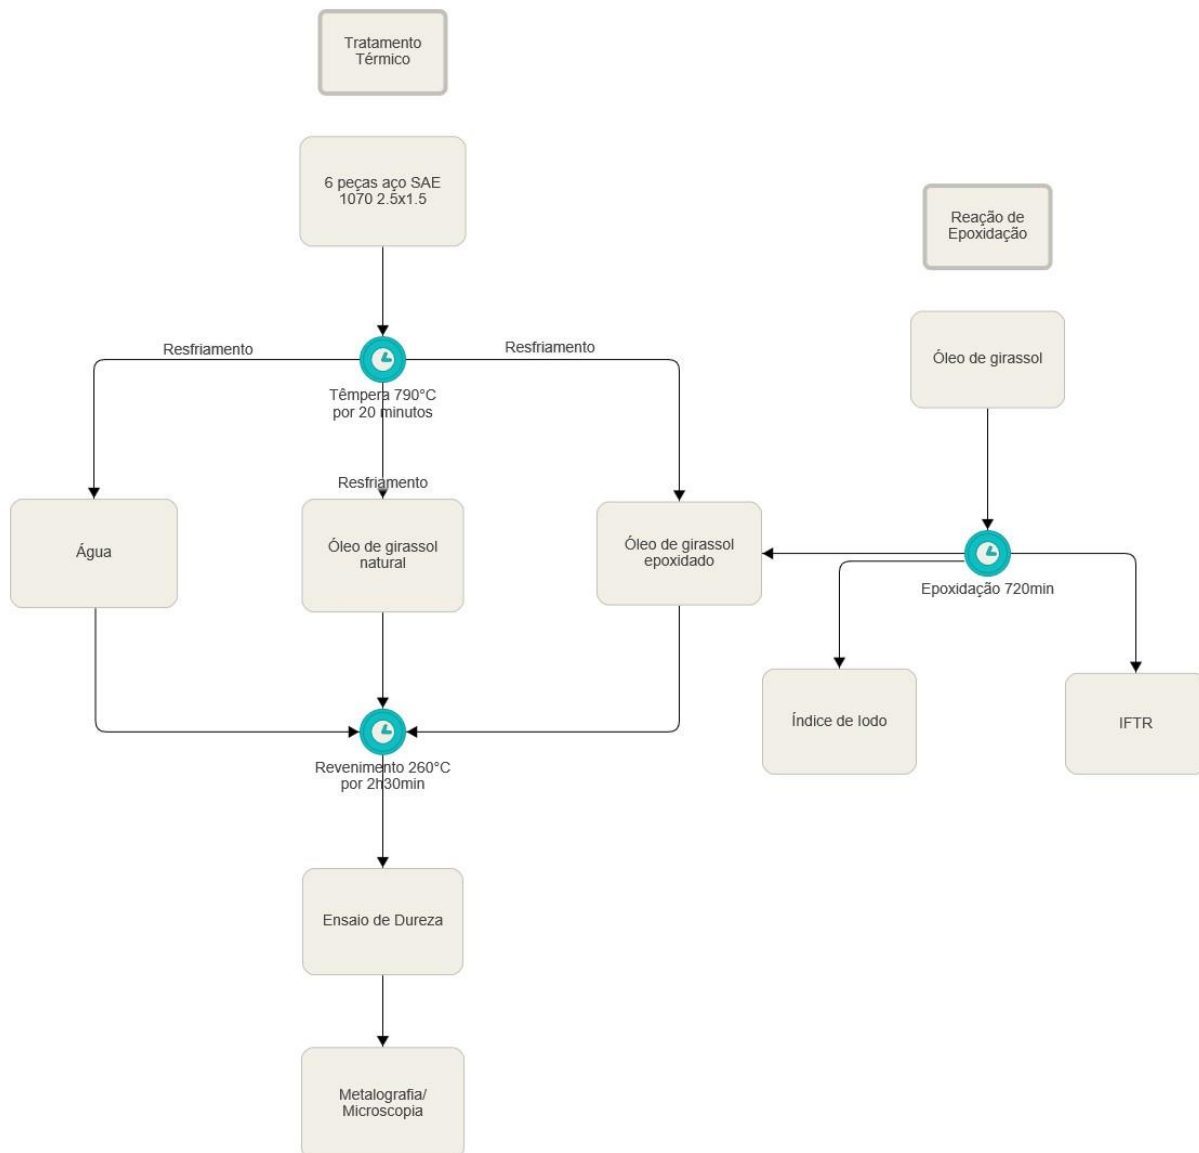 Tratamento
Térmico
6 peças aço SAE
1070 2.5x1.5
Reação de
Epoxidação
Resfriamento
Resfriamento
Óleo de girassol
Têmpera 790°C
por 20 minutos
Resfriamento
Água
Óleo de girassol
natural
Óleo de girassol
epoxidado
Epoxidação 720min
Índice de Iodo
IFTR
Revenimento 260°C
por 2h30min
Ensaio de Dureza
Metalografia/
Microscopia